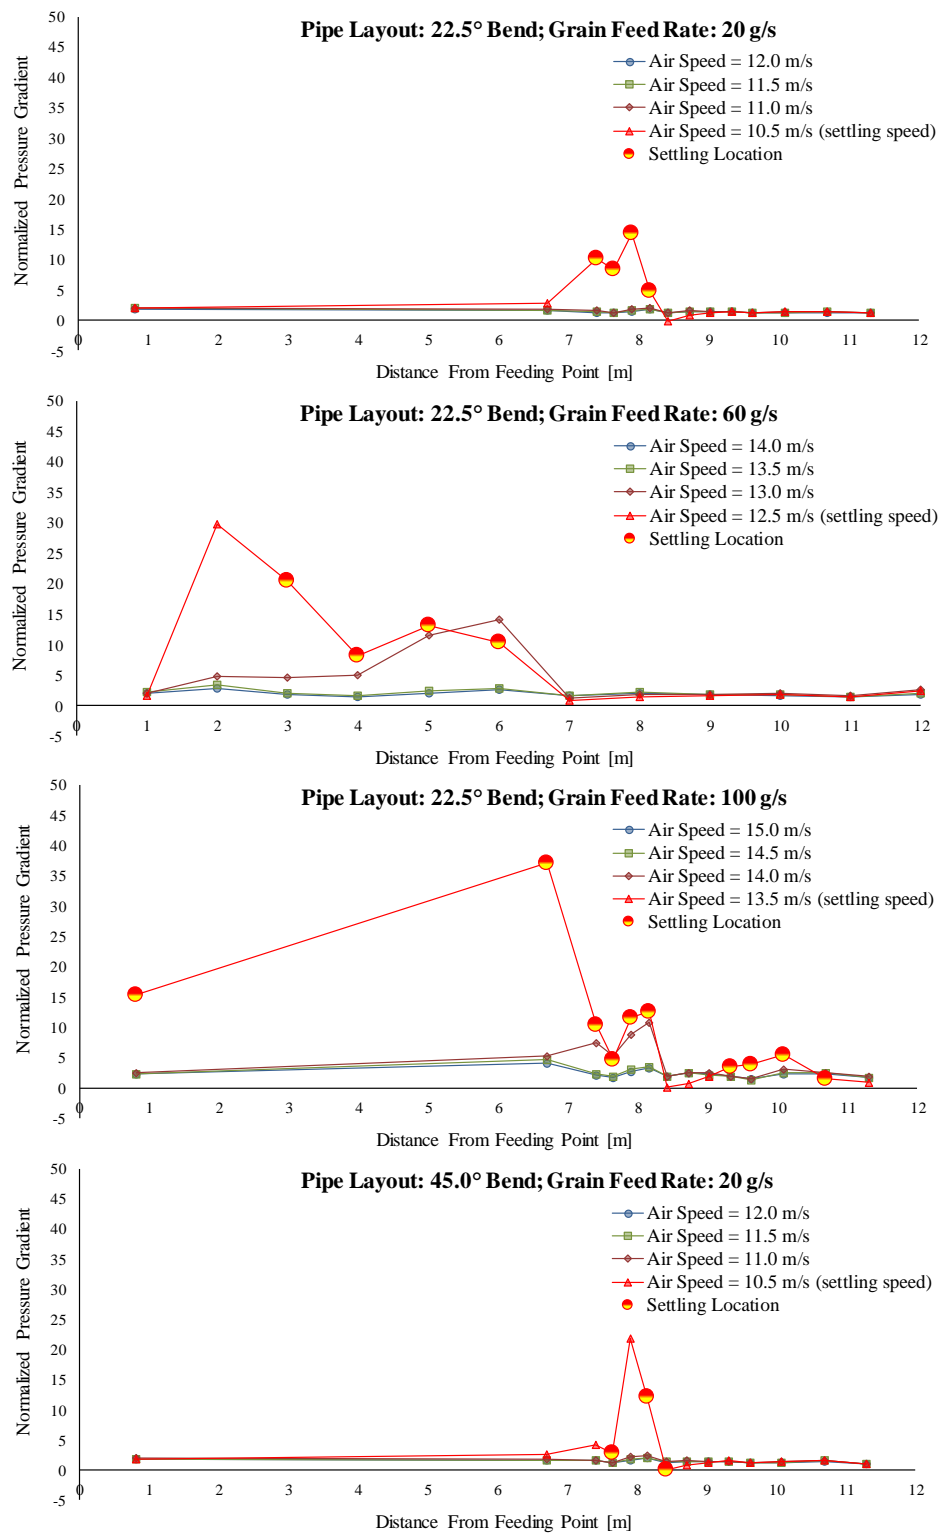 Pipe Layout: 22.5° Bend; Grain Feed Rate: 20 g/s
Air Speed = 12.0 m/s
Air Speed = 11.5 m/s
Air Speed = 11.0 m/s
Air Speed = 10.5 m/s (settling speed)
Settling Location
Normalized Pressure Gradient
50
45
40
35
30
25
20
15
10
5
0
-5
0 1 2 3 4 5 6 7 8 9 10 11 12
Distance From Feeding Point [m]
Pipe Layout: 22.5° Bend; Grain Feed Rate: 60 g/s
Air Speed = 14.0 m/s
Air Speed = 13.5 m/s
Air Speed = 13.0 m/s
Air Speed = 12.5 m/s (settling speed)
Settling Location
Normalized Pressure Gradient
50
45
40
35
30
25
20
15
10
5
0
-5
0 1 2 3 4 5 6 7 8 9 10 11 12
Distance From Feeding Point [m]
Pipe Layout: 22.5° Bend; Grain Feed Rate: 100 g/s
Air Speed = 15.0 m/s
Air Speed = 14.5 m/s
Air Speed = 14.0 m/s
Air Speed = 13.5 m/s (settling speed)
Settling Location
Normalized Pressure Gradient
50
45
40
35
30
25
20
15
10
5
0
-5
0 1 2 3 4 5 6 7 8 9 10 11 12
Distance From Feeding Point [m]
Pipe Layout: 45.0° Bend; Grain Feed Rate: 20 g/s
Air Speed = 12.0 m/s
Air Speed = 11.5 m/s
Air Speed = 11.0 m/s
Air Speed = 10.5 m/s (settling speed)
Settling Location
Normalized Pressure Gradient
50
45
40
35
30
25
20
15
10
5
0
-5
0 1 2 3 4 5 6 7 8 9 10 11 12
Distance From Feeding Point [m]